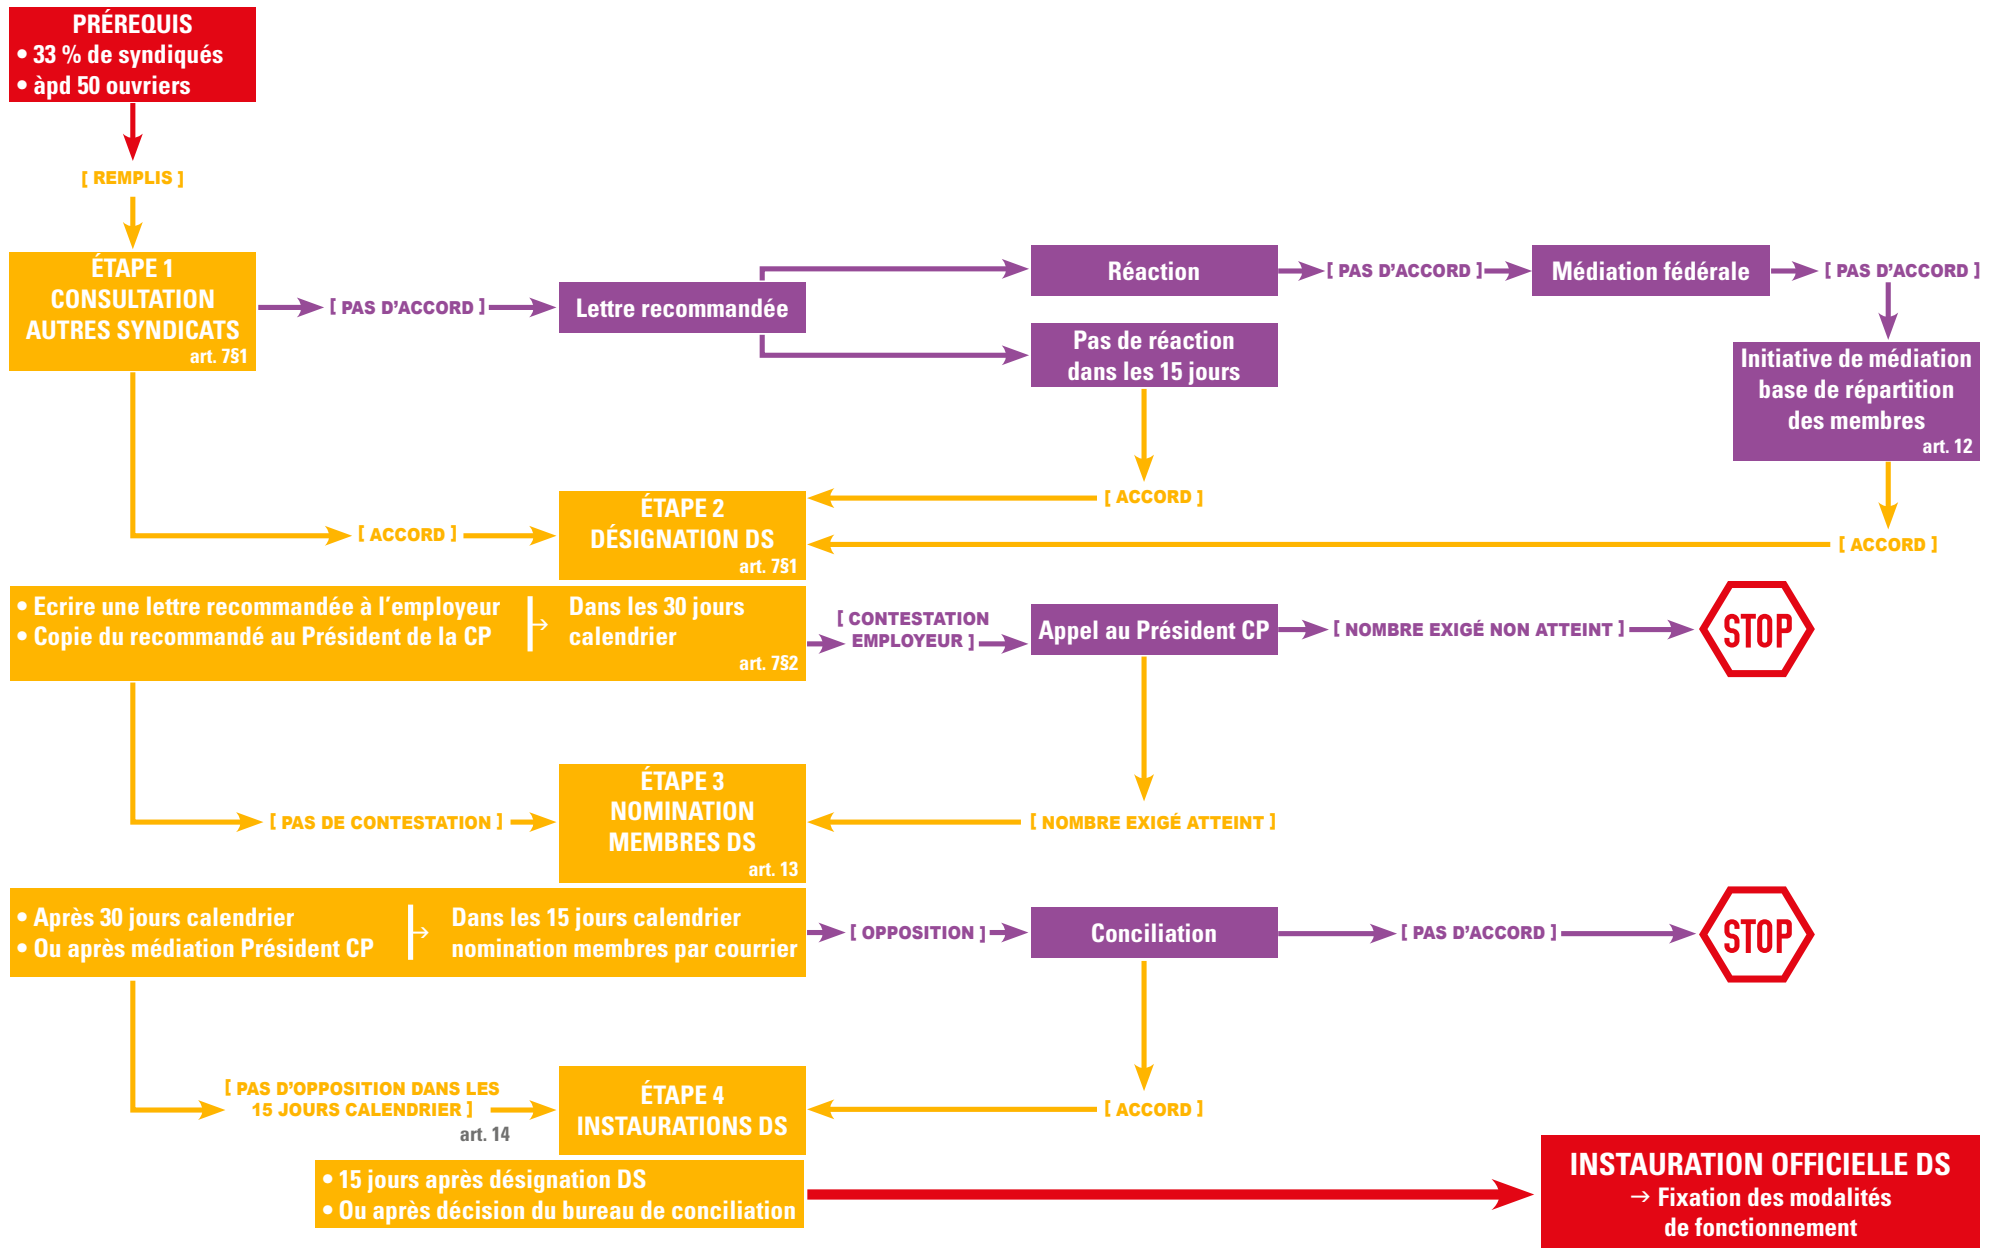 PRÉREQUIS
• 33 % de syndiqués
• àpd 50 ouvriers
[ REMPLIS ]
ÉTAPE 1
CONSULTATION
AUTRES SYNDICATS
art. 7§1
[ PAS D'ACCORD ]
Lettre recommandée
Réaction
[ PAS D'ACCORD ]
Médiation fédérale
[ PAS D'ACCORD ]
Pas de réaction
dans les 15 jours
Initiative de médiation
base de répartition
des membres
art. 12
[ ACCORD ]
[ ACCORD ]
[ ACCORD ]
ÉTAPE 2
DÉSIGNATION DS
art. 7§1
• Ecrire une lettre recommandée à l'employeur
• Copie du recommandé au Président de la CP
→ Dans les 30 jours
calendrier
art. 7§2
[ CONTESTATION
EMPLOYEUR ]
Appel au Président CP
[ NOMBRE EXIGÉ NON ATTEINT ]
STOP
[ PAS DE CONTESTATION ]
ÉTAPE 3
NOMINATION
MEMBRES DS
art. 13
[ NOMBRE EXIGÉ ATTEINT ]
• Après 30 jours calendrier
• Ou après médiation Président CP
→ Dans les 15 jours calendrier
nomination membres par courrier
[ OPPOSITION ]
Conciliation
[ PAS D'ACCORD ]
STOP
[ PAS D'OPPOSITION DANS LES
15 JOURS CALENDRIER ]
art. 14
ÉTAPE 4
INSTAURATIONS DS
[ ACCORD ]
• 15 jours après désignation DS
• Ou après décision du bureau de conciliation
INSTAURATION OFFICIELLE DS
→ Fixation des modalités
de fonctionnement